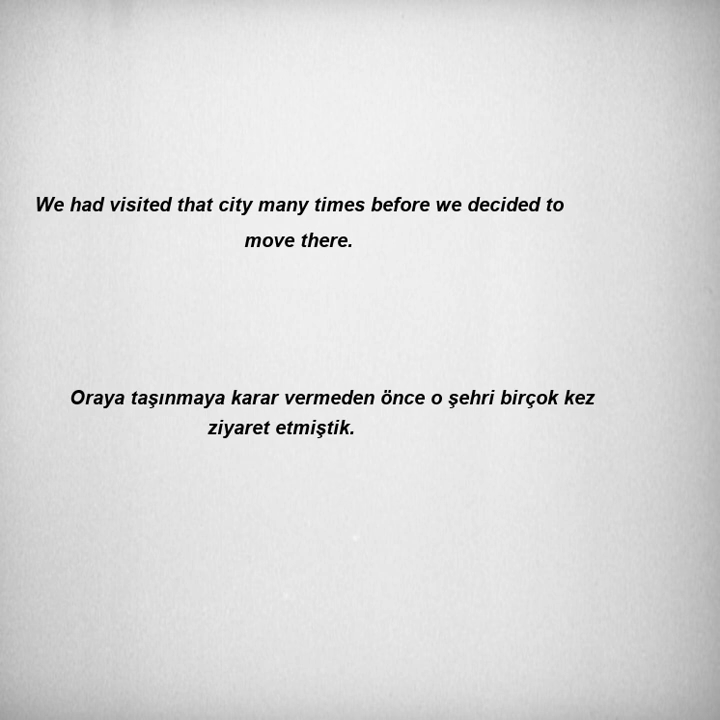 We had visited that city many times before we decided to
move there.
Oraya taşınmaya karar vermeden önce o şehri birçok kez
ziyaret etmiştik.